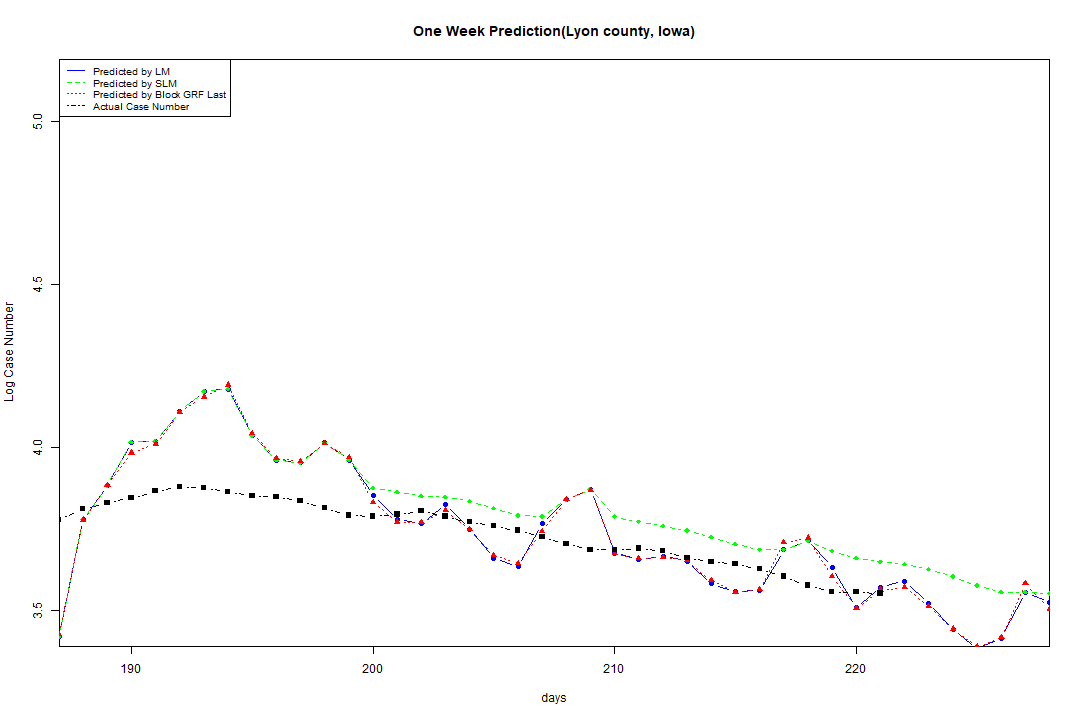 One Week Prediction(Lyon county, Iowa)
Predicted by LM
Predicted by SLM
Predicted by Block GRF Last
Actual Case Number
5.0
4.5
4.0
3.5
Log Case Number
190 200 210 220
days